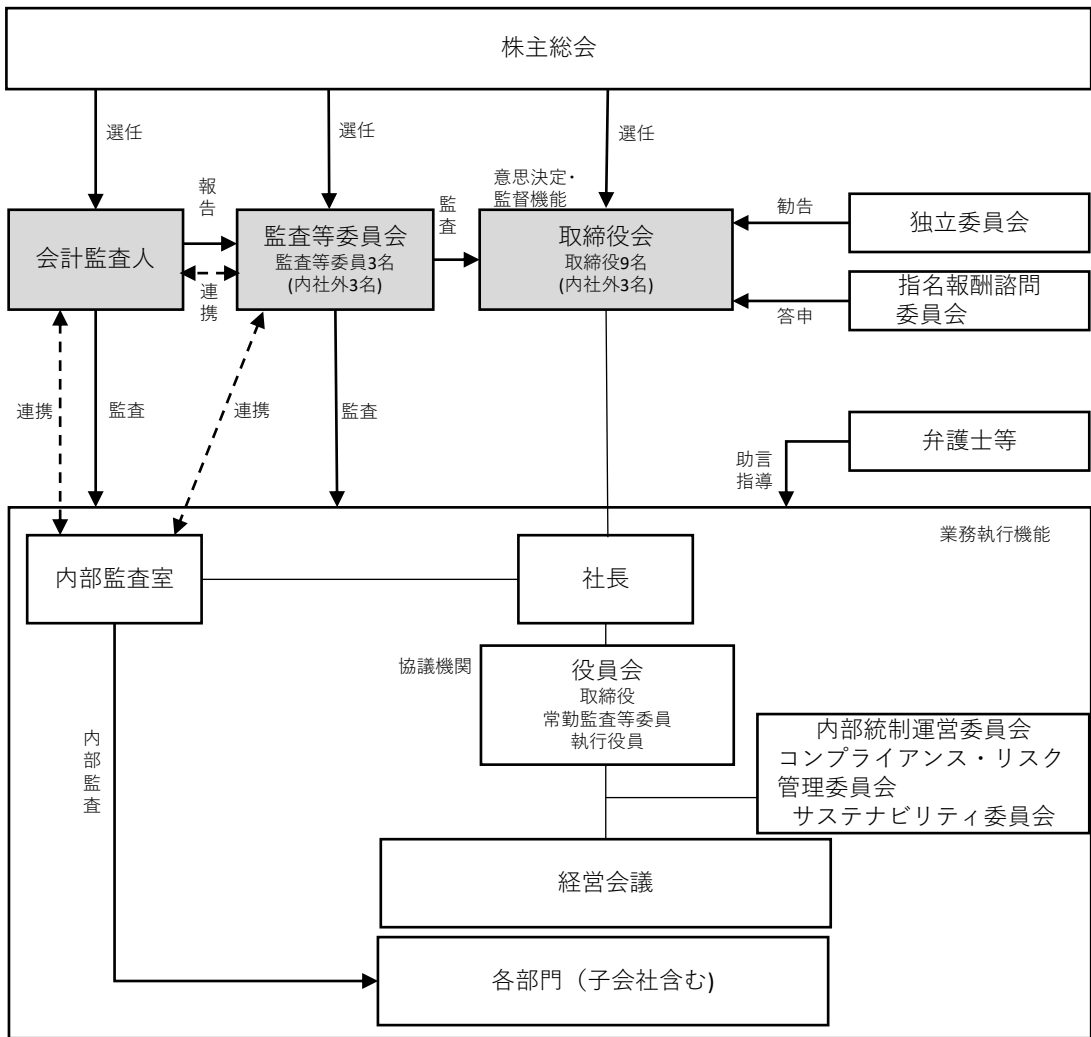 株主総会
選任
選任
選任
報告
意思決定・
監督機能
監査
勧告
会計監査人
監査等委員会
監査等委員3名
(内社外3名)
取締役会
取締役9名
(内社外3名)
独立委員会
連携
答申
指名報酬諮問
委員会
連携
監査
連携
監査
弁護士等
助言
指導
業務執行機能
内部監査室
社長
協議機関
役員会
取締役
常勤監査等委員
執行役員
内部監査
内部統制運営委員会
コンプライアンス・リスク
管理委員会
サステナビリティ委員会
経営会議
各部門（子会社含む)